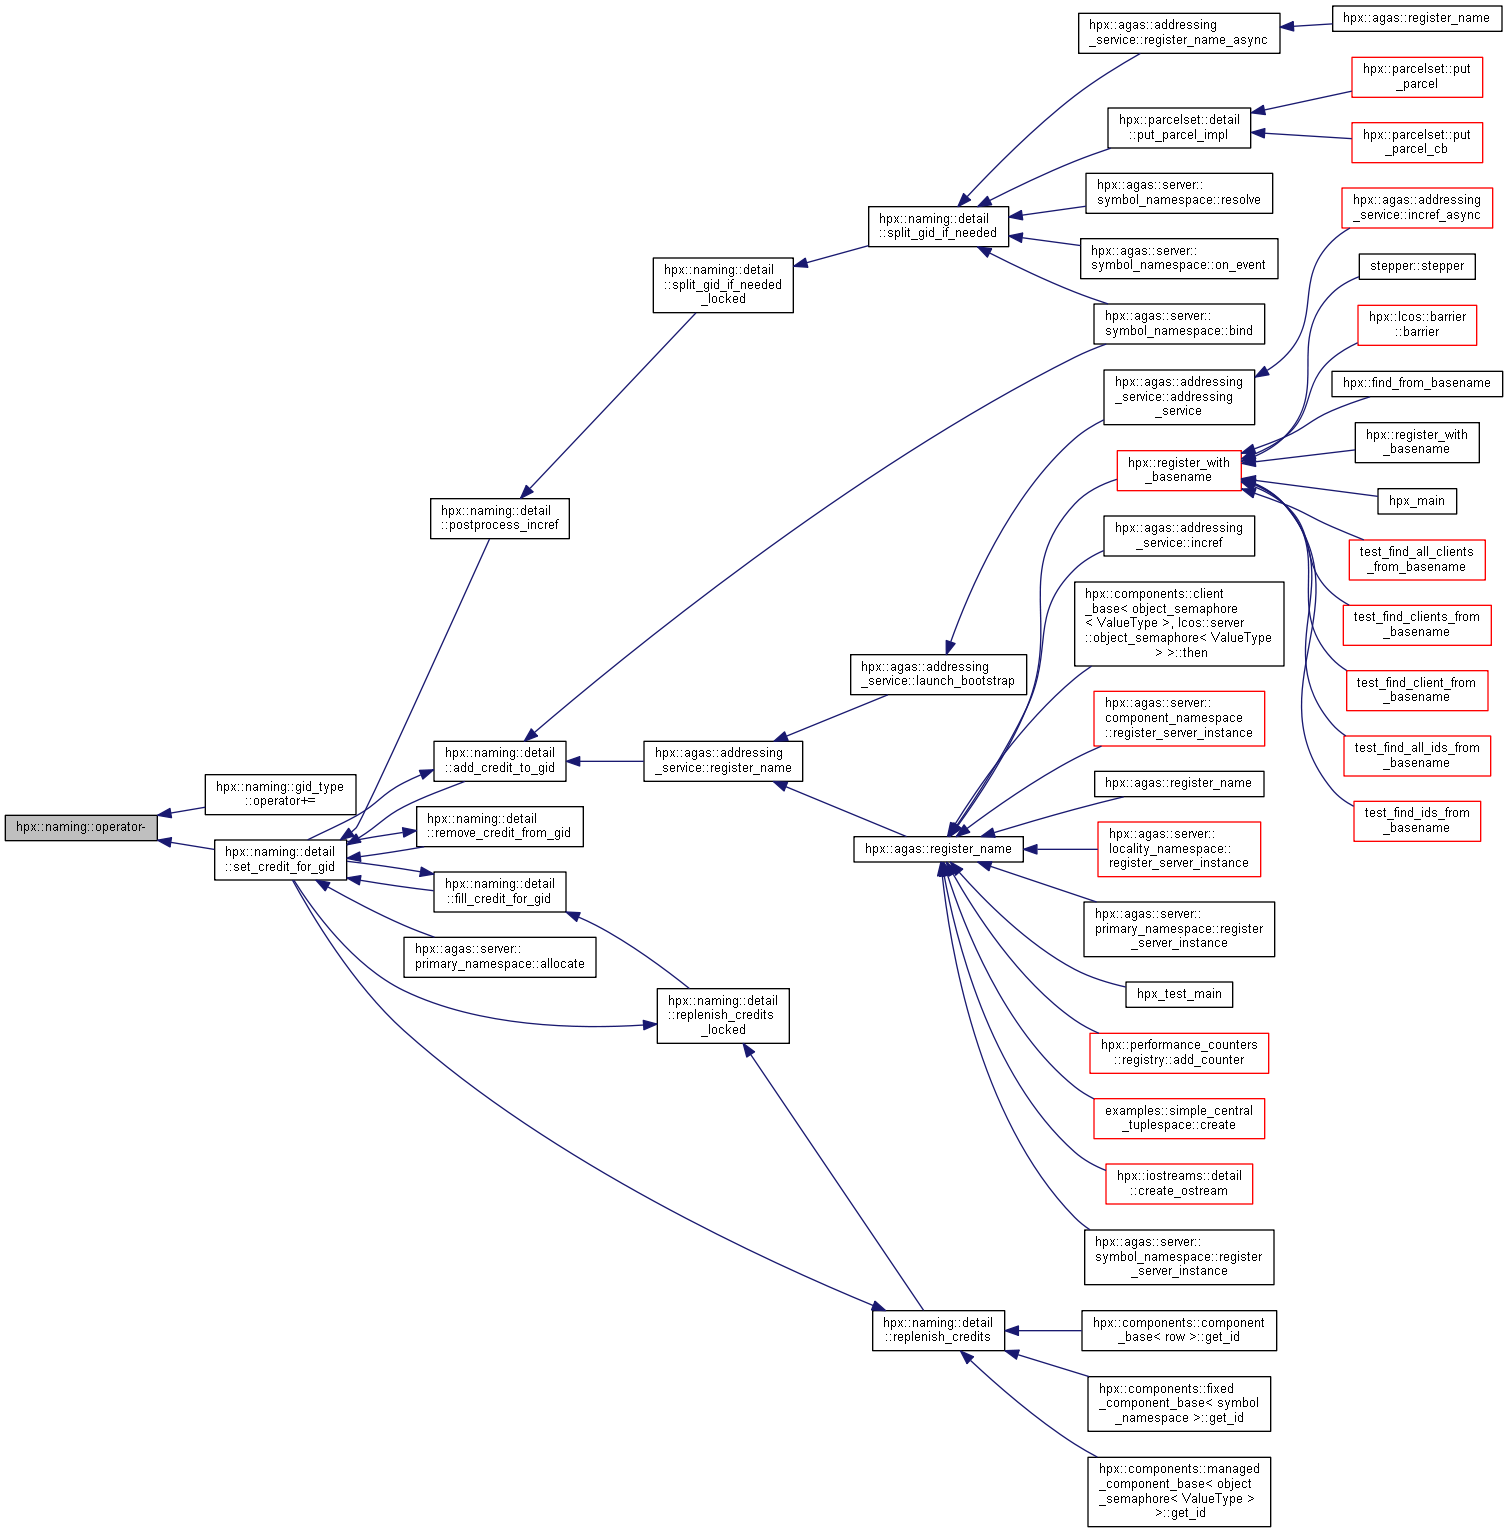 hpx::naming::operator-
hpx::naming::gid_type
::operator+=
hpx::naming::detail
::set_credit_for_gid
hpx::naming::detail
::postprocess_incref
hpx::naming::detail
::add_credit_to_gid
hpx::naming::detail
::remove_credit_from_gid
hpx::naming::detail
::fill_credit_for_gid
hpx::agas::server::
primary_namespace::allocate
hpx::naming::detail
::split_gid_if_needed
_locked
hpx::agas::addressing
_service::register_name
hpx::naming::detail
::replenish_credits
_locked
hpx::naming::detail
::split_gid_if_needed
hpx::agas::addressing
_service::launch_bootstrap
hpx::agas::register_name
hpx::naming::detail
::replenish_credits
hpx::agas::addressing
_service::register_name_async
hpx::parcelset::detail
::put_parcel_impl
hpx::agas::server::
symbol_namespace::resolve
hpx::agas::server::
symbol_namespace::on_event
hpx::agas::server::
symbol_namespace::bind
hpx::agas::addressing
_service::addressing
_service
hpx::register_with
_basename
hpx::agas::addressing
_service::incref
hpx::components::client
_base< object_semaphore
< ValueType >, lcos::server
::object_semaphore< ValueType
> >::then
hpx::agas::server::
component_namespace
::register_server_instance
hpx::agas::register_name
hpx::agas::server::
locality_namespace::
register_server_instance
hpx::agas::server::
primary_namespace::register
_server_instance
hpx_test_main
hpx::performance_counters
::registry::add_counter
examples::simple_central
_tuplespace::create
hpx::iostreams::detail
::create_ostream
hpx::agas::server::
symbol_namespace::register
_server_instance
hpx::components::component
_base< row >::get_id
hpx::components::fixed
_component_base< symbol
_namespace >::get_id
hpx::components::managed
_component_base< object
_semaphore< ValueType >
>::get_id
hpx::agas::register_name
hpx::parcelset::put
_parcel
hpx::parcelset::put
_parcel_cb
hpx::agas::addressing
_service::incref_async
stepper::stepper
hpx::lcos::barrier
::barrier
hpx::find_from_basename
hpx::register_with
_basename
hpx_main
test_find_all_clients
_from_basename
test_find_clients_from
_basename
test_find_client_from
_basename
test_find_all_ids_from
_basename
test_find_ids_from
_basename